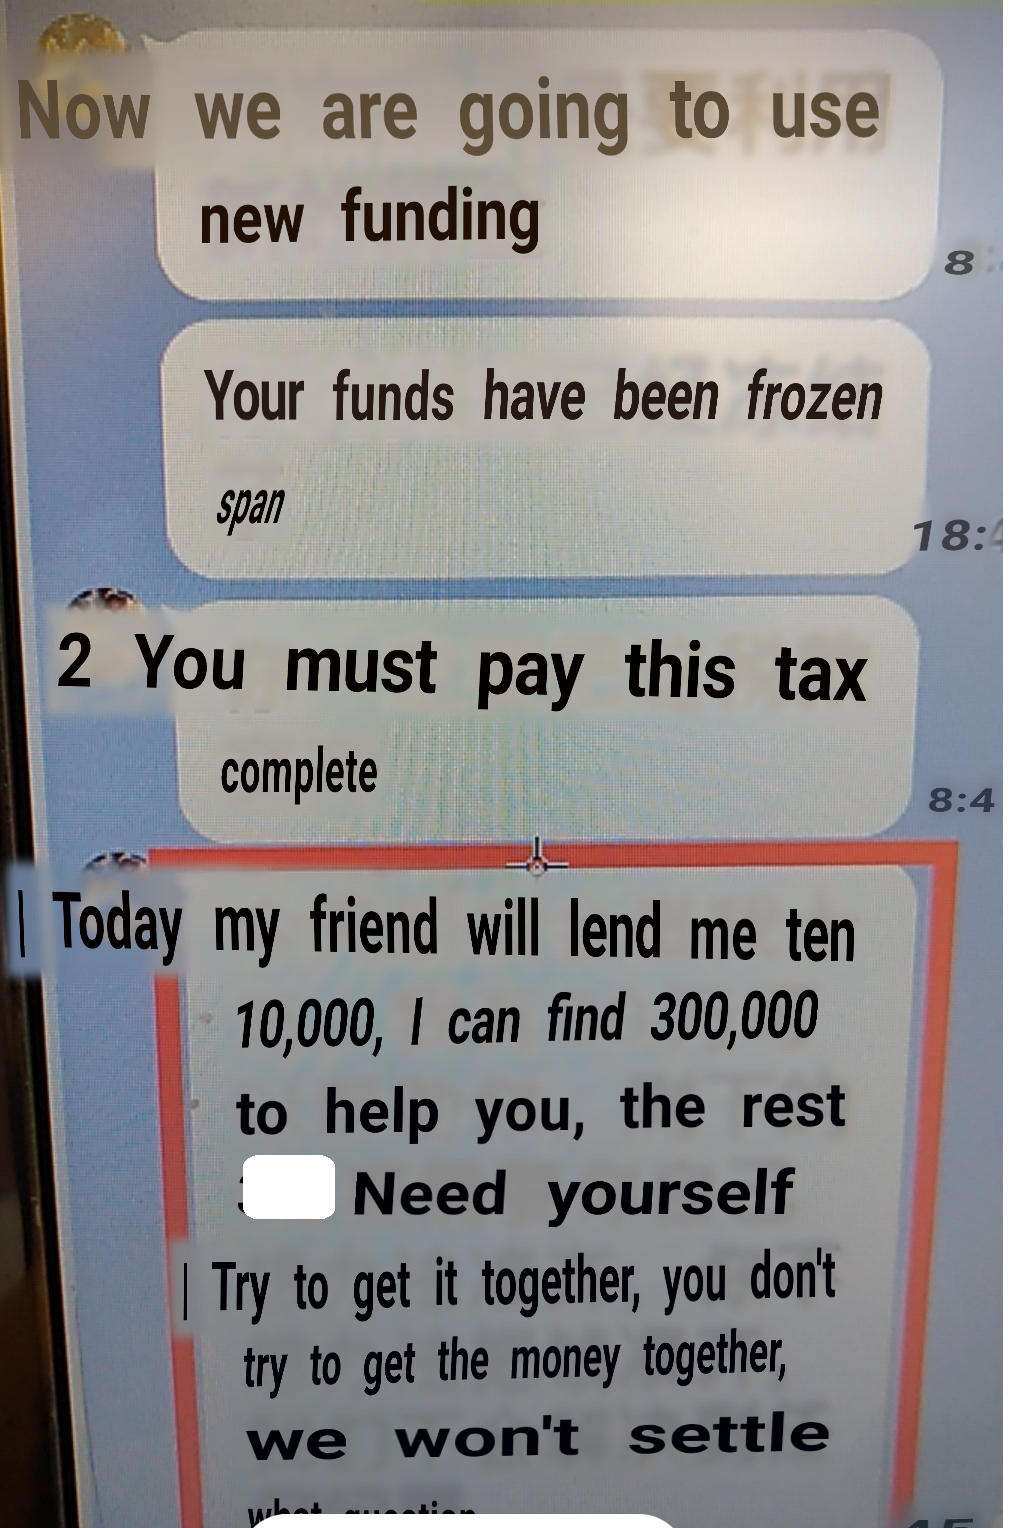 Now we are going to use
new funding
8
Your funds have been frozen
span
18:
2 You must pay this tax
complete
8:4
| Today my friend will lend me ten
10,000, I can find 300,000
to help you, the rest
Need yourself
| Try to get it together, you don't
try to get the money together,
we won't settle
what question